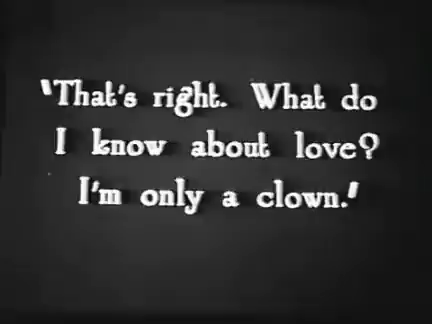 "That's right. What do
I know about love?
I'm only a clown."